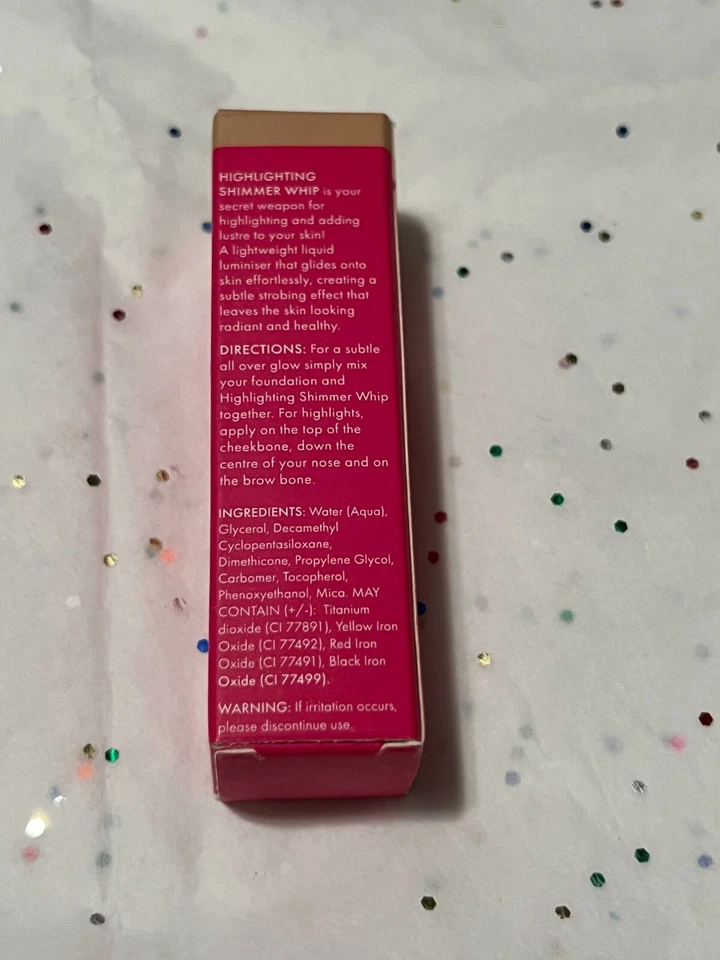 HIGHLIGHTING
SHIMMER WHIP is your
secret weapon for
highlighting and adding
lustre to your skin!
A lightweight liquid
luminiser that glides onto
skin effortlessly, creating a
subtle strobing effect that
leaves the skin looking
radiant and healthy.
DIRECTIONS: For a subtle
all over glow simply mix
your foundation and
Highlighting Shimmer Whip
together. For highlights,
apply on the top of the
cheekbone, down the
centre of your nose and on
the brow bone.
INGREDIENTS: Water (Aqua),
Glycerol, Decamethyl
Cyclopentasiloxane,
Dimethicone, Propylene Glycol,
Carbomer, Tocopherol,
Phenoxyethanol, Mica. MAY
CONTAIN (+/-): Titanium
dioxide (CI 77891), Yellow Iron
Oxide (CI 77492), Red Iron
Oxide (CI 77491), Black Iron
Oxide (CI 77499).
WARNING: If irritation occurs,
please discontinue use.